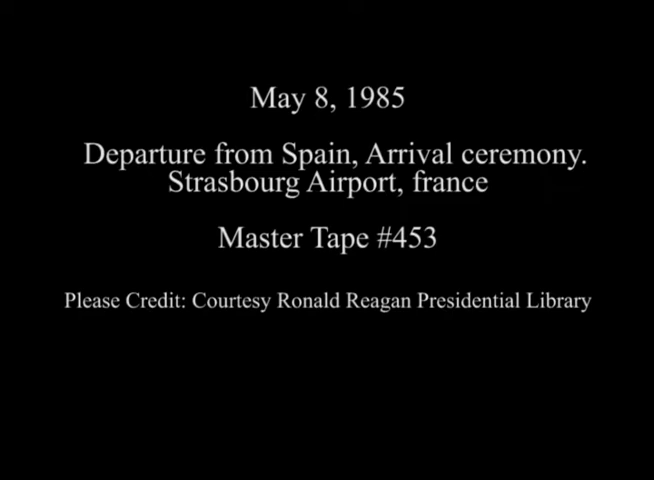 May 8, 1985
Departure from Spain, Arrival ceremony.
Strasbourg Airport, france
Master Tape #453
Please Credit: Courtesy Ronald Reagan Presidential Library